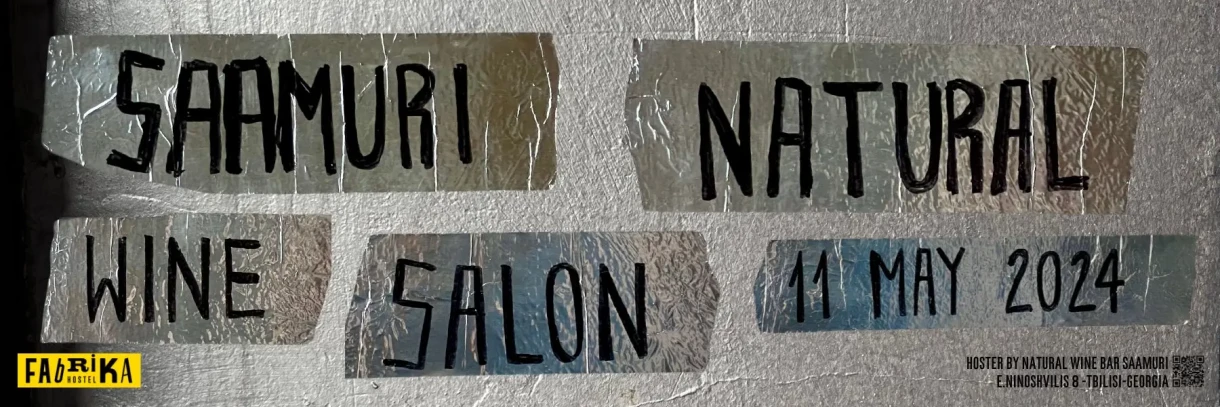 SAAMURI NATURAL
WINE SALON 11 MAY 2024
FABRIKA
HOSTEL
HOSTER BY NATURAL WINE BAR SAAMURI
E.NINOSHVILIS 8 -TBILISI-GEORGIA